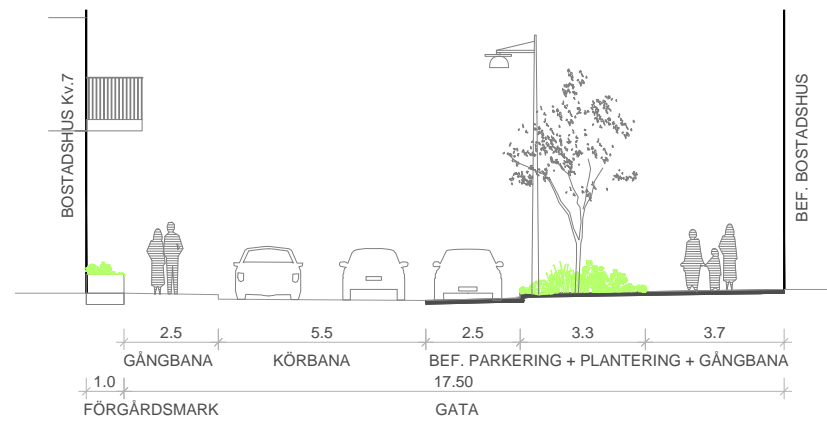 BOSTADSHUS Kv.7
BEF. BOSTADSHUS
2.5 5.5 2.5 3.3 3.7
GÅNGBANA KÖRBANA BEF. PARKERING + PLANTERING + GÅNGBANA
1.0 17.50
FÖRGÅRDSMARK GATA